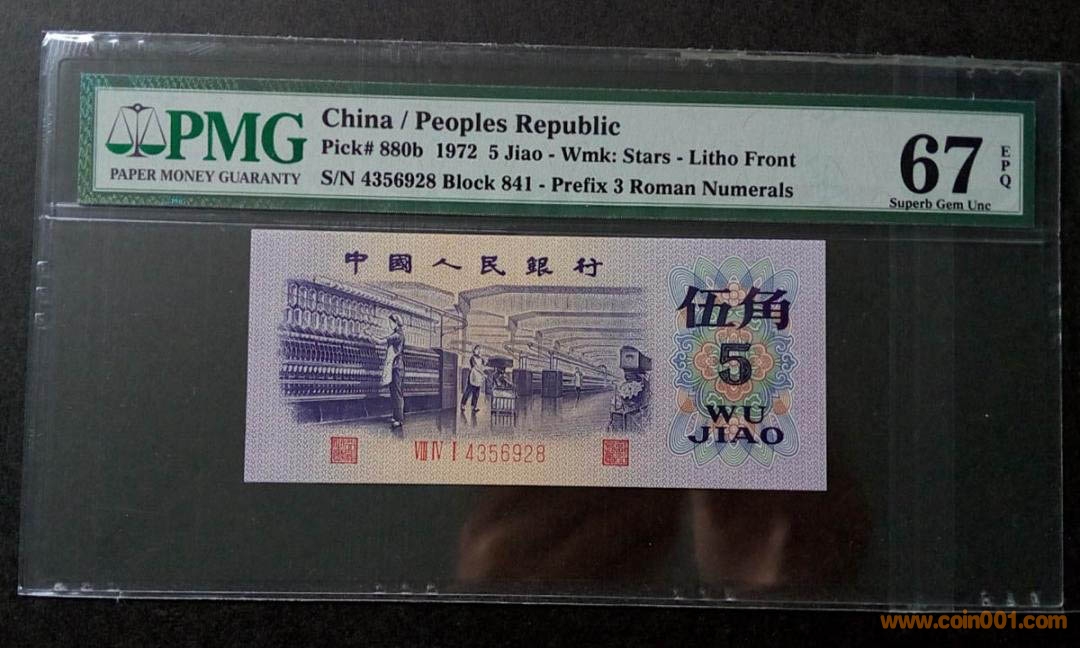 PMG
PAPER MONEY GUARANTY
China / Peoples Republic
Pick# 880b 1972 5 Jiao - Wmk: Stars - Litho Front
S/N 4356928 Block 841 - Prefix 3 Roman Numerals
67
EPQ
Superb Gem Unc
中國人民銀行
伍角
5
WU
JIAO
VIII IV I 4356928
www.coin001.com